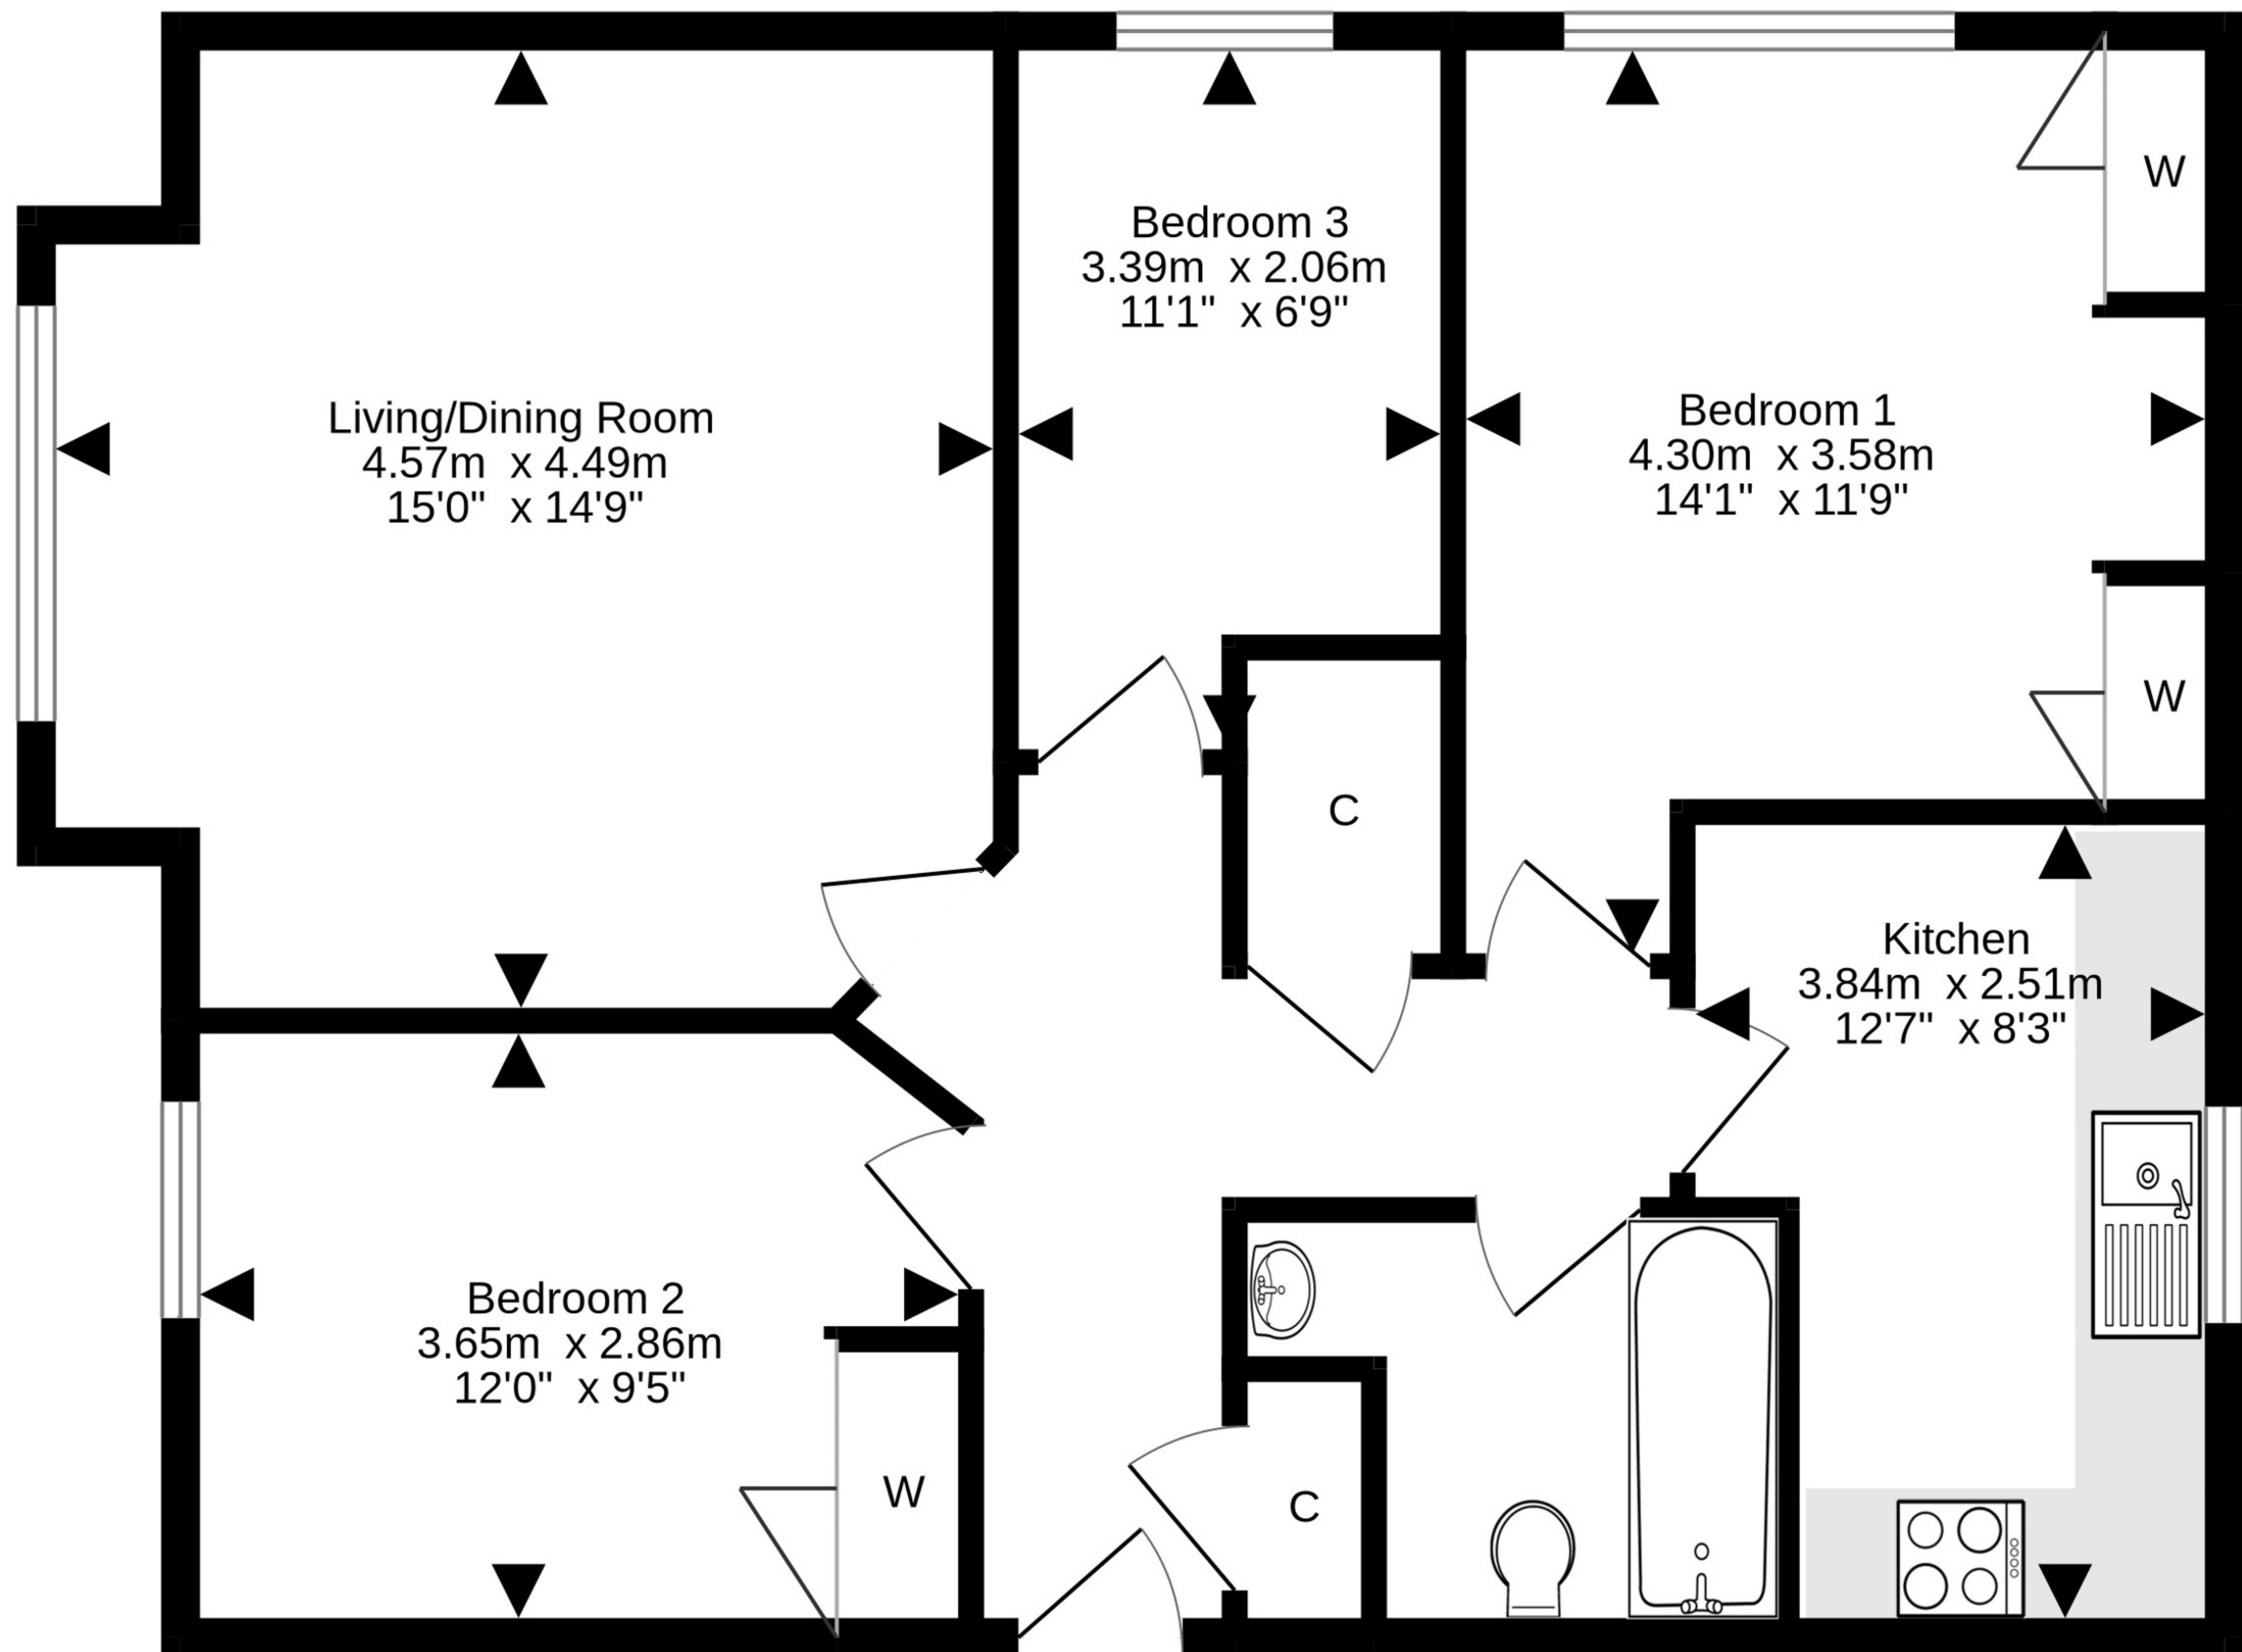 Living/Dining Room
4.57m x 4.49m
15'0" x 14'9"
Bedroom 3
3.39m x 2.06m
11'1" x 6'9"
Bedroom 1
4.30m x 3.58m
14'1" x 11'9"
W
W
C
Kitchen
3.84m x 2.51m
12'7" x 8'3"
Bedroom 2
3.65m x 2.86m
12'0" x 9'5"
W
C